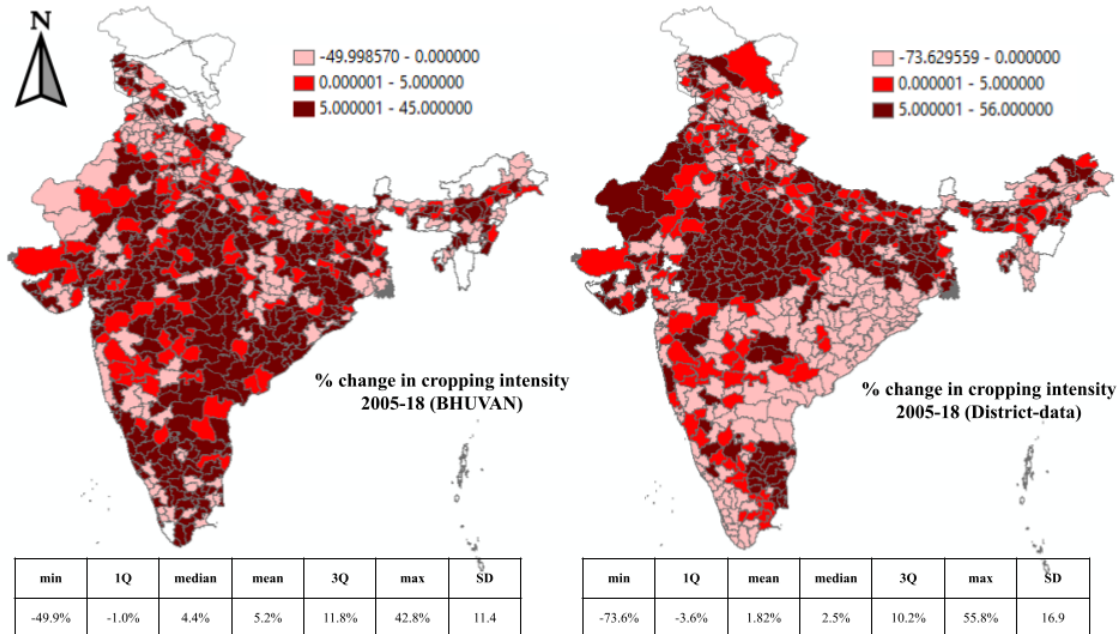 N
-49.998570 - 0.000000
0.000001 - 5.000000
5.000001 - 45.000000
% change in cropping intensity
2005-18 (BHUVAN)
min 1Q median mean 3Q max SD
-49.9% -1.0% 4.4% 5.2% 11.8% 42.8% 11.4
-73.629559 - 0.000000
0.000001 - 5.000000
5.000001 - 56.000000
% change in cropping intensity
2005-18 (District-data)
min 1Q mean median 3Q max SD
-73.6% -3.6% 1.82% 2.5% 10.2% 55.8% 16.9